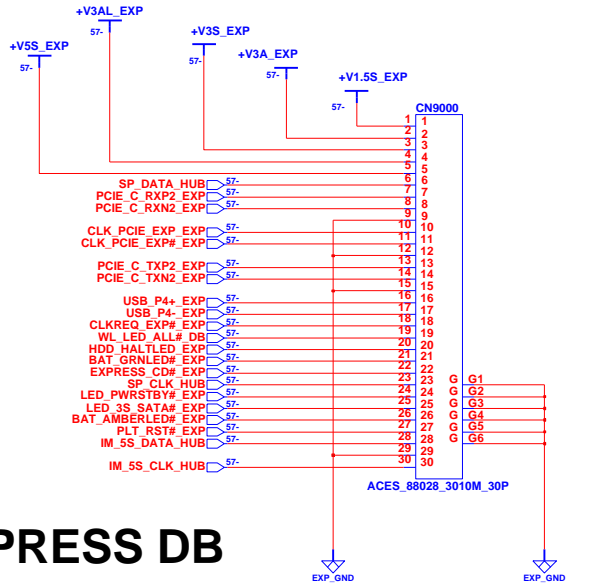 +V3AL_EXP
57-
+V5S_EXP
57-
+V3S_EXP
57-
+V3A_EXP
57-
+V1.5S_EXP
57-
CN9000
1 1
2 2
3 3
4 4
5 5
SP_DATA_HUB 57- 6 6
PCIE_C_RXP2_EXP 57- 7 7
PCIE_C_RXN2_EXP 57- 8 8
9 9
CLK_PCIE_EXP_EXP 57- 10 10
CLK_PCIE_EXP#_EXP 57- 11 11
12 12
PCIE_C_TXP2_EXP 57- 13 13
PCIE_C_TXN2_EXP 57- 14 14
15 15
USB_P4+_EXP 57- 16 16
USB_P4-_EXP 57- 17 17
CLKREQ_EXP#_EXP 57- 18 18
WL_LED_ALL#_DB 57- 19 19
HDD_HALTLED_EXP 57- 20 20
BAT_GRNLED#_EXP 57- 21 21
EXPRESS_CD#_EXP 57- 22 22
SP_CLK_HUB 57- 23 23 G G1
LED_PWRSTBY#_EXP 57- 24 24 G G2
LED_3S_SATA#_EXP 57- 25 25 G G3
BAT_AMBERLED#_EXP 57- 26 26 G G4
PLT_RST#_EXP 57- 27 27 G G5
IM_5S_DATA_HUB 57- 28 28 G G6
29 29
IM_5S_CLK_HUB 57- 30 30
ACES_88028_3010M_30P
PRESS DB
EXP_GND
EXP_GND